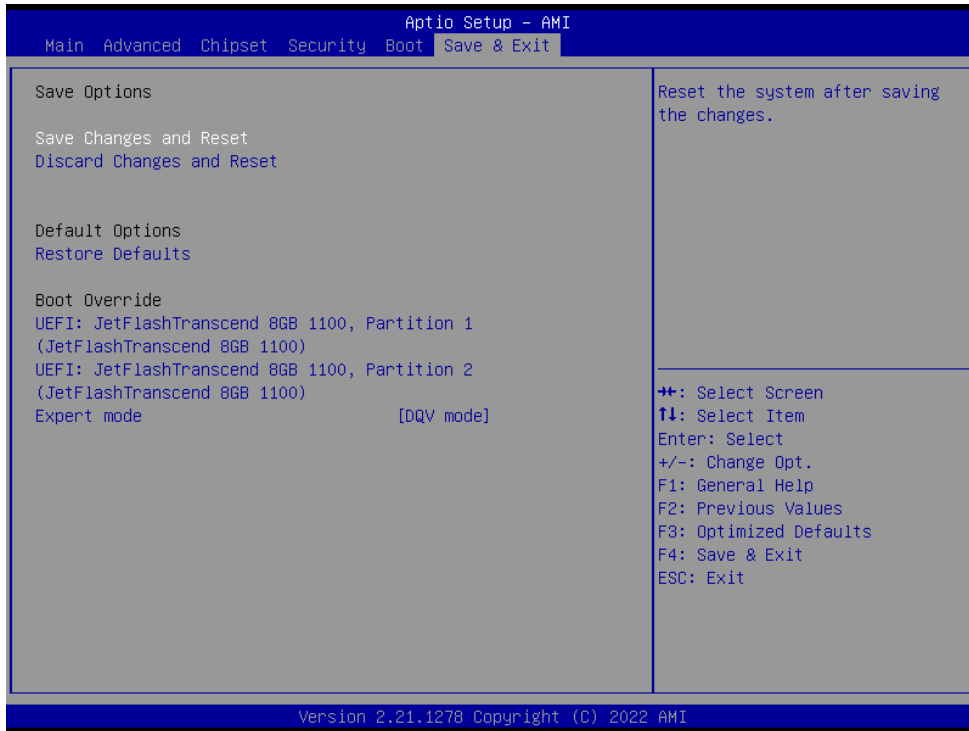 Aptio Setup – AMI
Main Advanced Chipset Security Boot Save & Exit
Save Options
Save Changes and Reset
Discard Changes and Reset
Default Options
Restore Defaults
Boot Override
UEFI: JetFlashTranscend 8GB 1100, Partition 1
(JetFlashTranscend 8GB 1100)
UEFI: JetFlashTranscend 8GB 1100, Partition 2
(JetFlashTranscend 8GB 1100)
Expert mode [DQV mode]
Reset the system after saving
the changes.
→←: Select Screen
↑↓: Select Item
Enter: Select
+/-: Change Opt.
F1: General Help
F2: Previous Values
F3: Optimized Defaults
F4: Save & Exit
ESC: Exit
Version 2.21.1278 Copyright (C) 2022 AMI